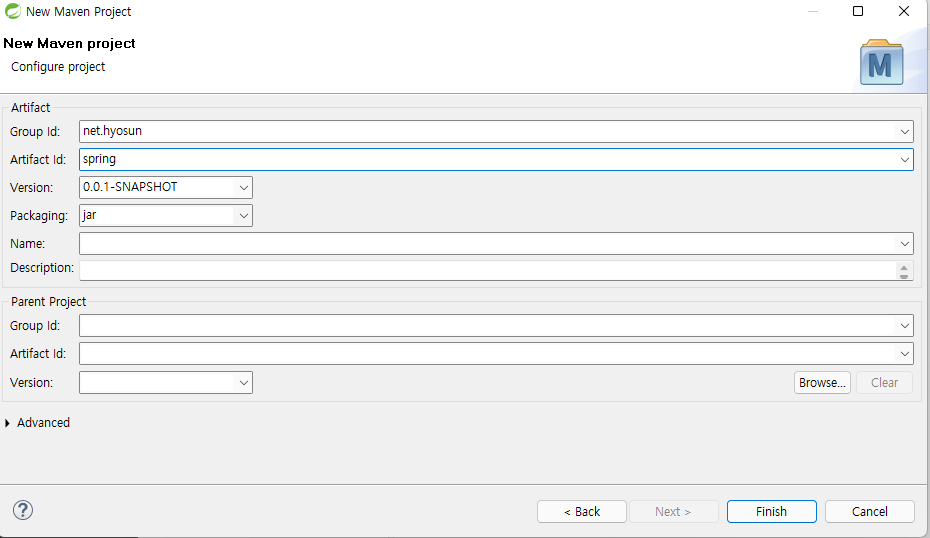 New Maven Project
New Maven project
Configure project
M
Artifact
Group Id: net.hyosun
Artifact Id: spring
Version: 0.0.1-SNAPSHOT
Packaging: jar
Name:
Description:
Parent Project
Group Id:
Artifact Id:
Version:
Browse... Clear
Advanced
? < Back Next > Finish Cancel